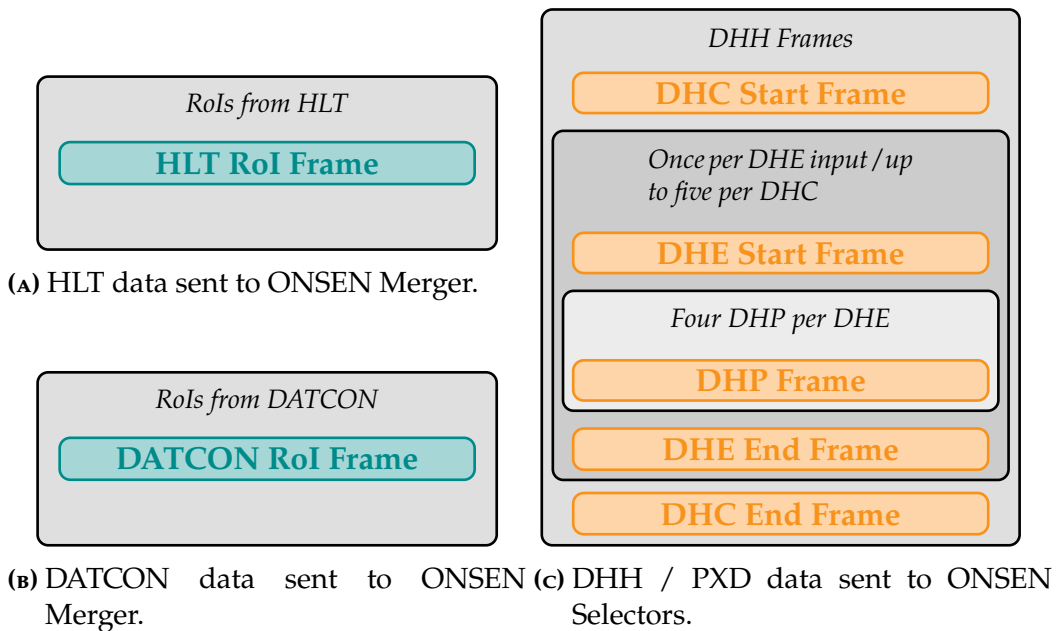 RoIs from HLT
HLT RoI Frame
(A) HLT data sent to ONSEN Merger.
RoIs from DATCON
DATCON RoI Frame
(B) DATCON data sent to ONSEN
Merger.
DHH Frames
DHC Start Frame
Once per DHE input / up
to five per DHC
DHE Start Frame
Four DHP per DHE
DHP Frame
DHE End Frame
DHC End Frame
(C) DHH / PXD data sent to ONSEN
Selectors.